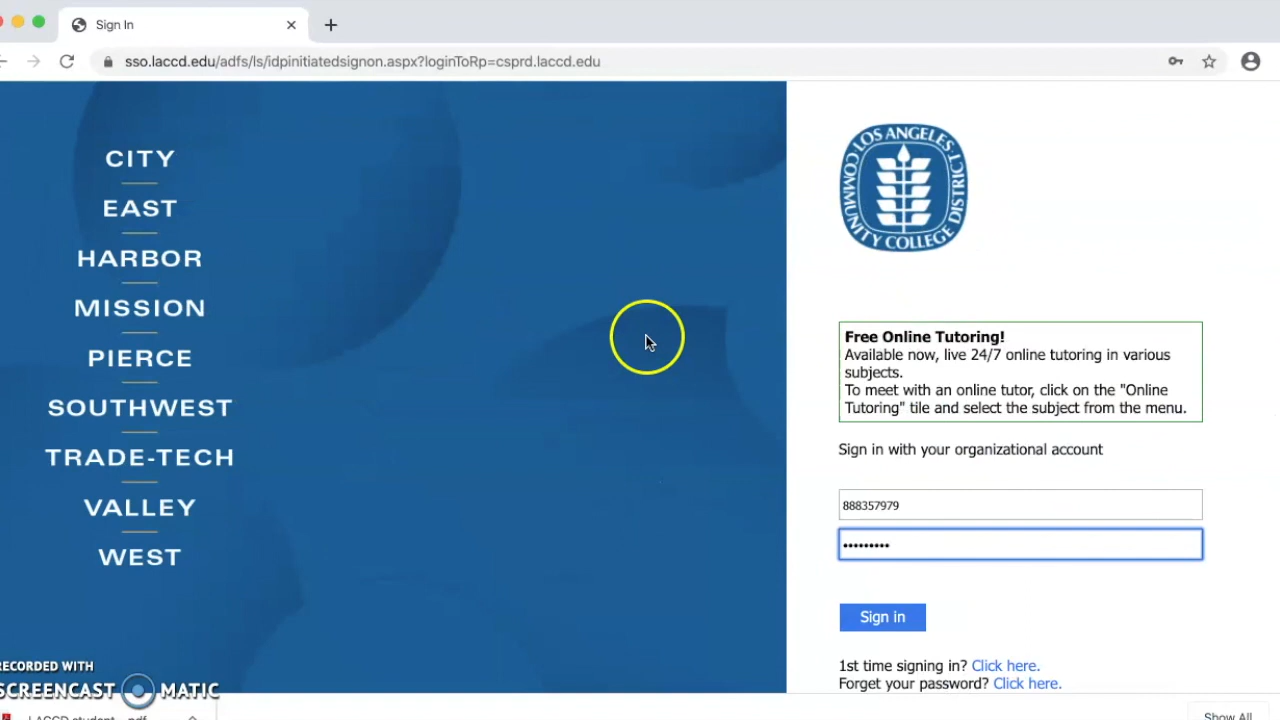 Sign In
sso.laccd.edu/adfs/ls/idpinitiatedsignon.aspx?loginToRp=csprd.laccd.edu
CITY
EAST
HARBOR
MISSION
PIERCE
SOUTHWEST
TRADE-TECH
VALLEY
WEST
LOS ANGELES
COMMUNITY COLLEGE DISTRICT
Free Online Tutoring!
Available now, live 24/7 online tutoring in various
subjects.
To meet with an online tutor, click on the "Online
Tutoring" tile and select the subject from the menu.
Sign in with your organizational account
888357979
•••••••••
Sign in
1st time signing in? Click here.
Forget your password? Click here.
RECORDED WITH
SCREENCAST MATIC
LACCD student
pdf
Show All